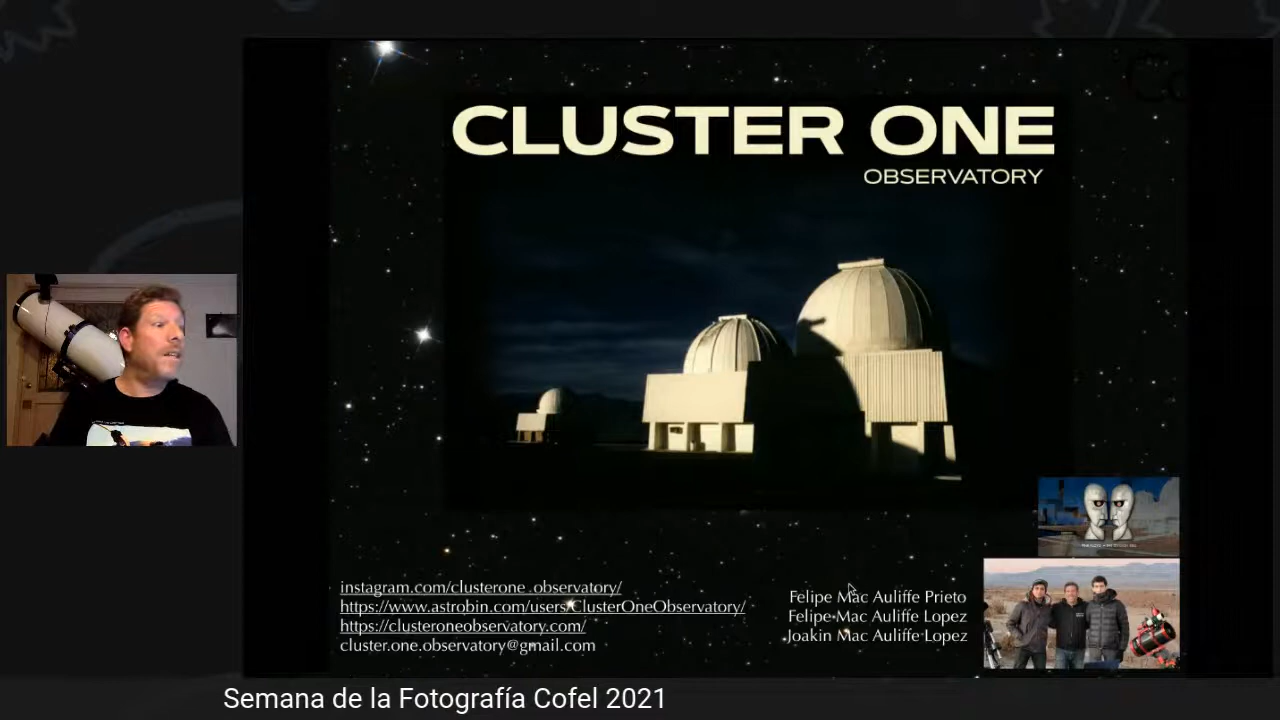 CLUSTER ONE
OBSERVATORY
instagram.com/clusterone_observatory/
https://www.astrobin.com/users/ClusterOneObservatory/
https://clusteroneobservatory.com/
cluster.one.observatory@gmail.com
Felipe Mac Auliffe Prieto
Felipe Mac Auliffe Lopez
Joakin Mac Auliffe Lopez
Semana de la Fotografía Cofel 2021